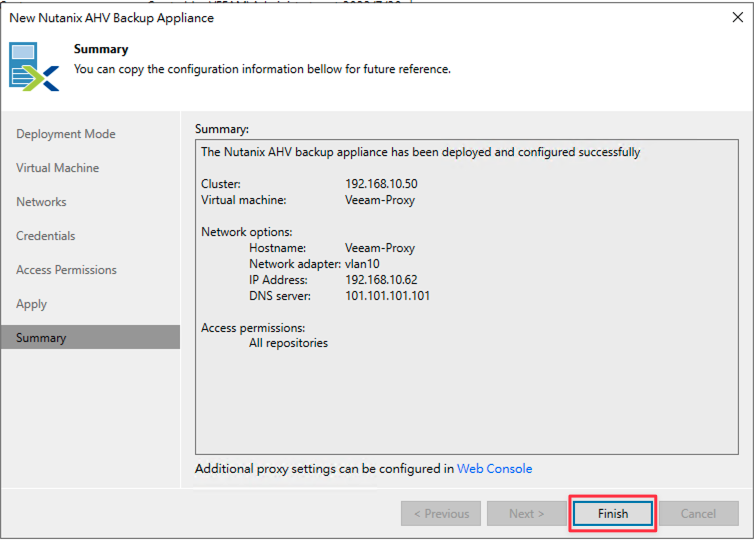 New Nutanix AHV Backup Appliance
Summary
You can copy the configuration information bellow for future reference.
Deployment Mode
Virtual Machine
Networks
Credentials
Access Permissions
Apply
Summary
Summary:
The Nutanix AHV backup appliance has been deployed and configured successfully
Cluster: 192.168.10.50
Virtual machine: Veeam-Proxy
Network options:
Hostname: Veeam-Proxy
Network adapter: vlan10
IP Address: 192.168.10.62
DNS server: 101.101.101.101
Access permissions:
All repositories
Additional proxy settings can be configured in Web Console
< Previous Next > Finish Cancel